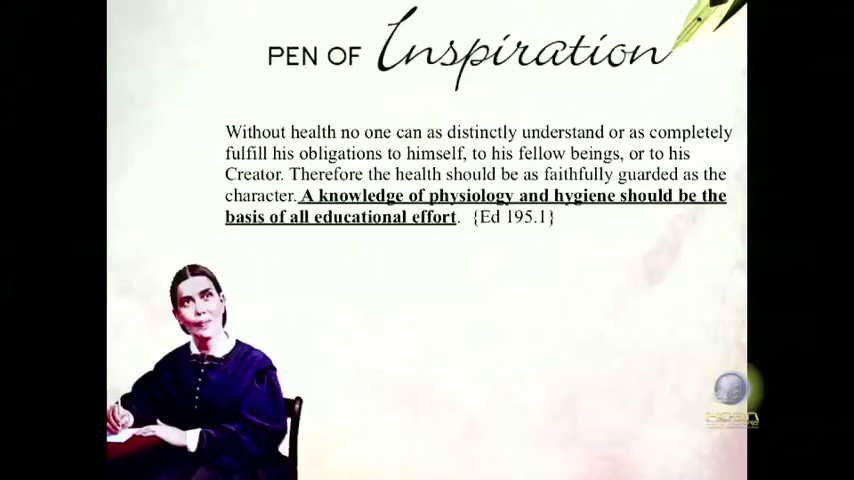 PEN OF Inspiration
Without health no one can as distinctly understand or as completely
fulfill his obligations to himself, to his fellow beings, or to his
Creator. Therefore the health should be as faithfully guarded as the
character. A knowledge of physiology and hygiene should be the
basis of all educational effort. {Ed 195.1}